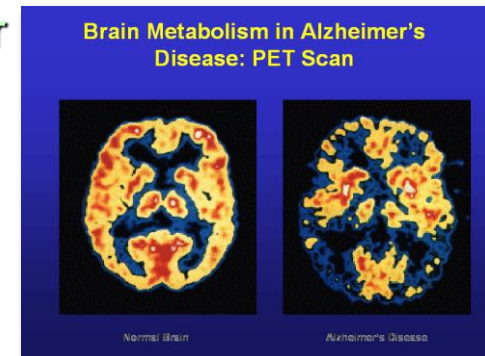 Brain Metabolism in Alzheimer's
Disease: PET Scan
Normal Brain
Alzheimer's Disease